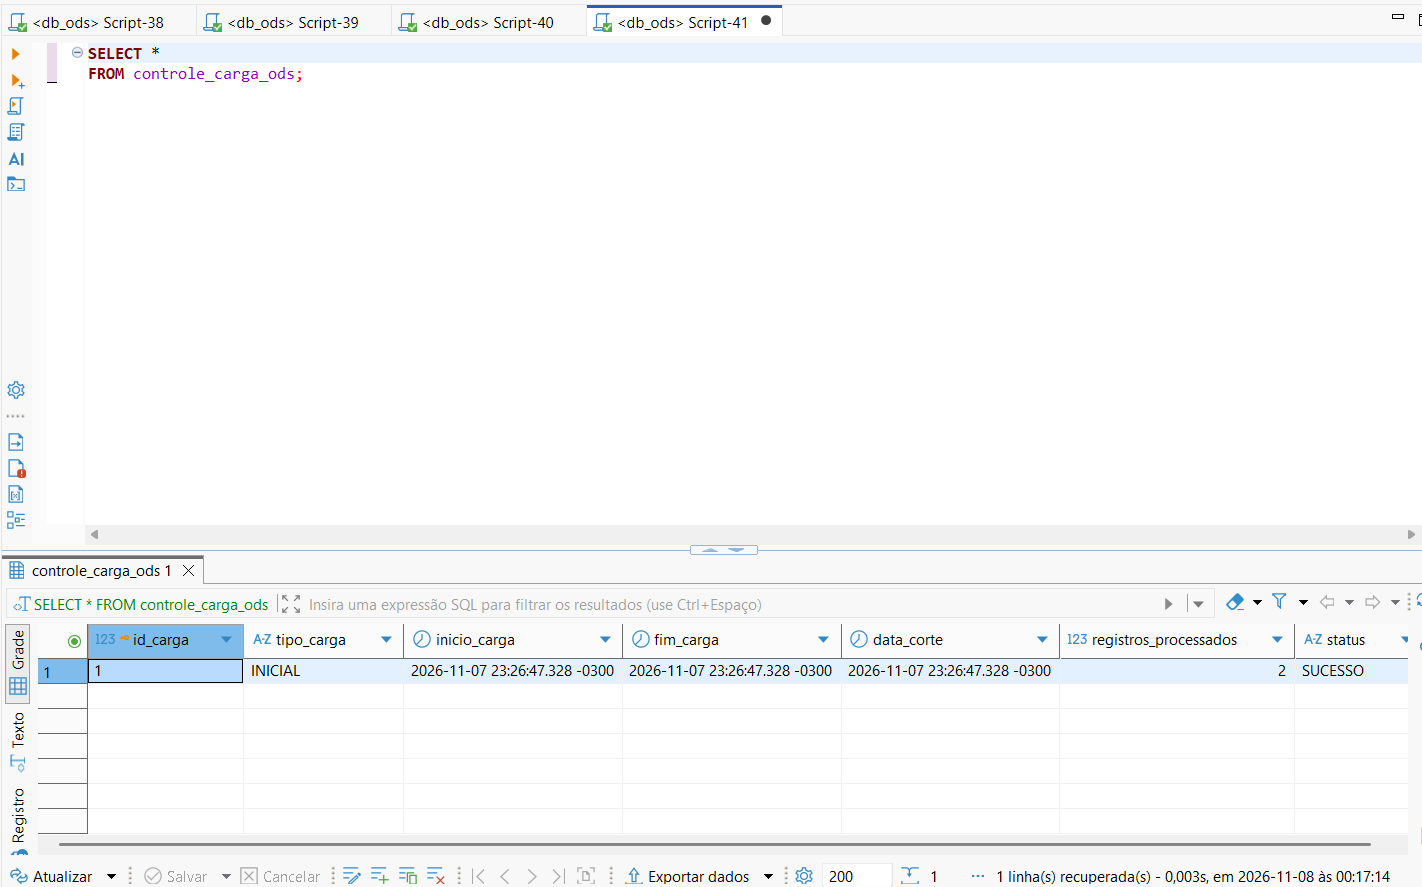 <db_ods> Script-38
<db_ods> Script-39
<db_ods> Script-40
<db_ods> Script-41
SELECT *
FROM controle_carga_ods;
AI
controle_carga_ods 1
SELECT * FROM controle_carga_ods
Insira uma expressão SQL para filtrar os resultados (use Ctrl+Espaço)
Grade
Texto
Registro
123 id_carga
A-Z tipo_carga
inicio_carga
fim_carga
data_corte
123 registros_processados
A-Z status
1
1
INICIAL
2026-11-07 23:26:47.328 -0300
2026-11-07 23:26:47.328 -0300
2026-11-07 23:26:47.328 -0300
2
SUCESSO
Atualizar
Salvar
Cancelar
Exportar dados
200
1
1 linha(s) recuperada(s) - 0,003s, em 2026-11-08 às 00:17:14